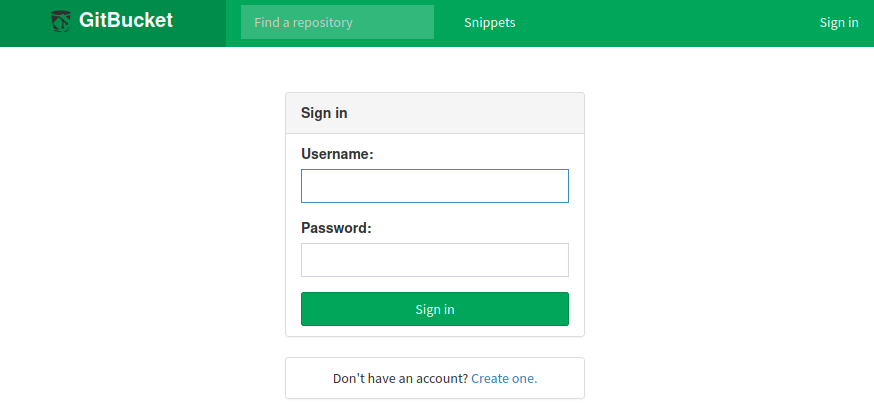 GitBucket Find a repository Snippets Sign in
Sign in
Username:
Password:
Sign in
Don't have an account? Create one.